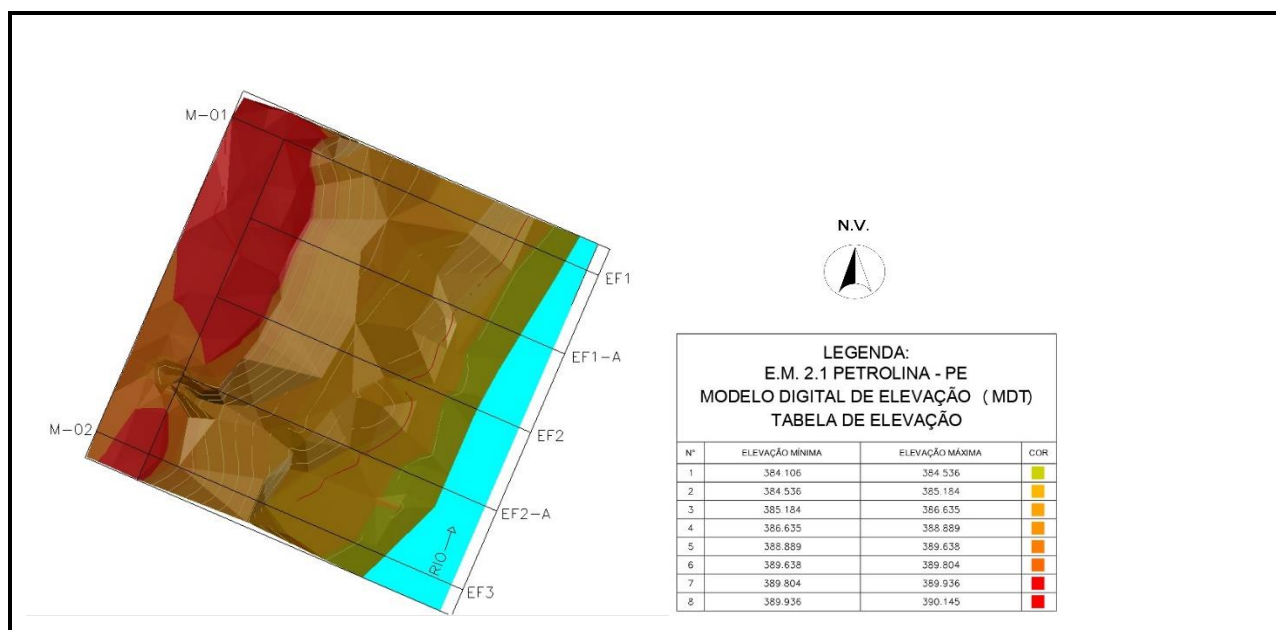 M-01
EF1
EF1-A
EF2
M-02
EF2-A
RIO
EF3
N.V.
LEGENDA:
E.M. 2.1 PETROLINA - PE
MODELO DIGITAL DE ELEVAÇÃO (MDT)
TABELA DE ELEVAÇÃO
N° ELEVAÇÃO MÍNIMA ELEVAÇÃO MÁXIMA COR
1 384.106 384.536
2 384.536 385.184
3 385.184 386.635
4 386.635 388.889
5 388.889 389.638
6 389.638 389.804
7 389.804 389.936
8 389.936 390.145